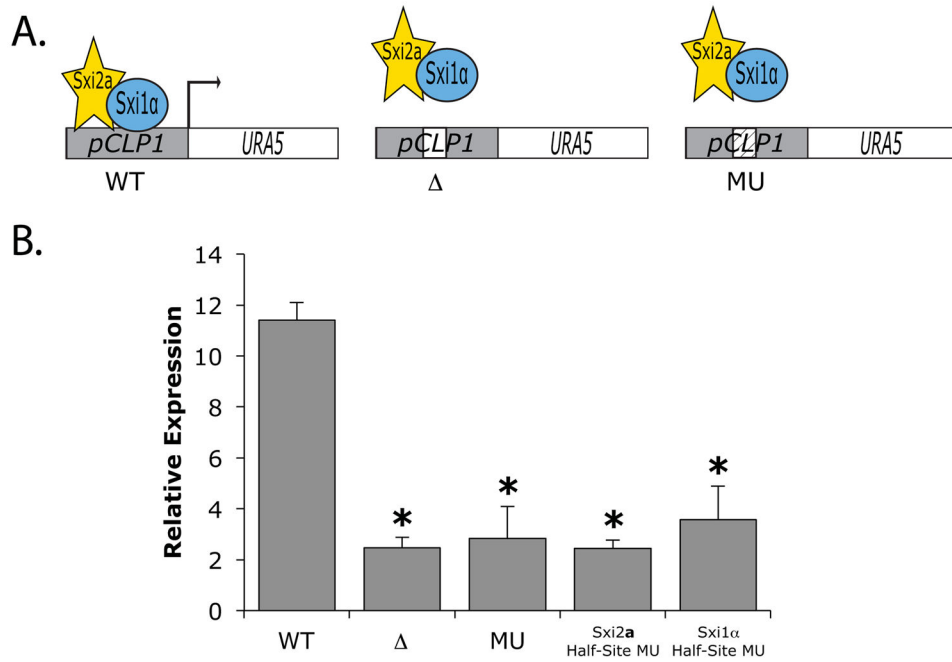 A.
Sxi2a
Sxi1α
pCLP1
URA5
WT
Sxi2a
Sxi1α
pCLP1
URA5
Δ
Sxi2a
Sxi1α
pCLP1
URA5
MU
B.
Relative Expression
14
12
10
8
6
4
2
0
*
*
*
*
WT
Δ
MU
Sxi2a
Half-Site MU
Sxi1α
Half-Site MU